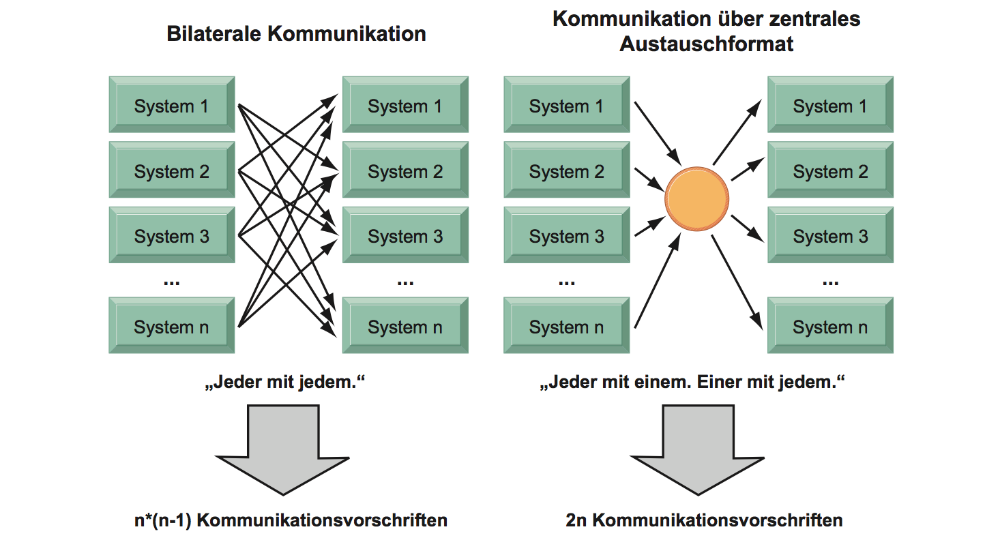 Bilaterale Kommunikation
System 1
System 1
System 2
System 2
System 3
System 3
...
...
System n
System n
„Jeder mit jedem.“
n*(n-1) Kommunikationsvorschriften
Kommunikation über zentrales
Austauschformat
System 1
System 1
System 2
System 2
System 3
System 3
...
...
System n
System n
„Jeder mit einem. Einer mit jedem.“
2n Kommunikationsvorschriften